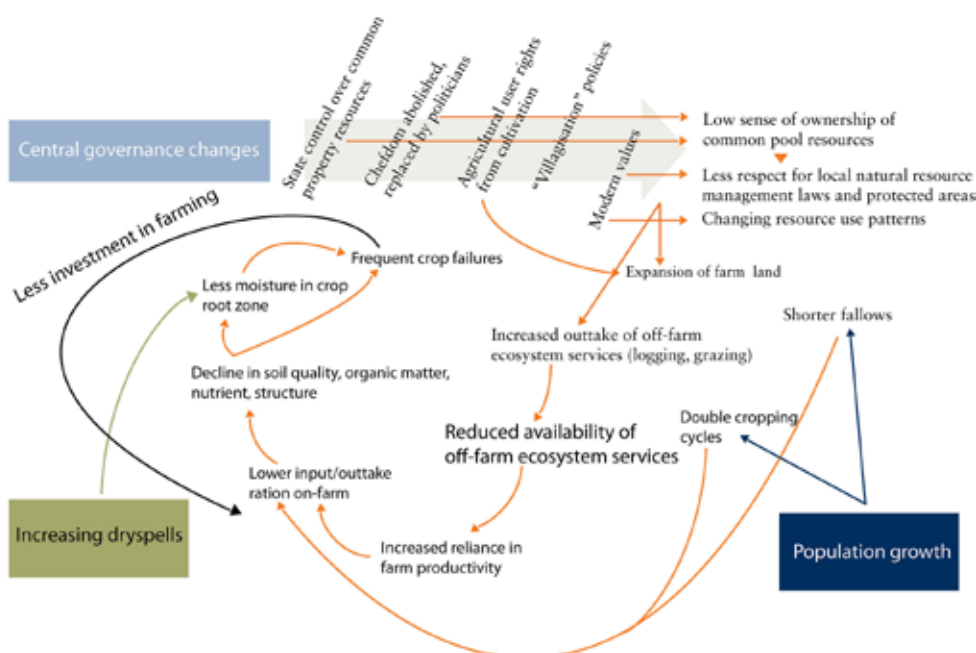 Central governance changes
State control over common
property resources
Chefdom abolished,
replaced by politicians
Agricultural user rights
from cultivation
"Villagisation" policies
Modern values
Low sense of ownership of
common pool resources
Less respect for local natural resource
management laws and protected areas
Changing resource use patterns
Less investment in farming
Frequent crop failures
Less moisture in crop
root zone
Expansion of farm land
Shorter fallows
Increased outtake of off-farm
ecosystem services (logging, grazing)
Decline in soil quality, organic matter,
nutrient, structure
Reduced availability of
off-farm ecosystem services
Double cropping
cycles
Lower input/outtake
ration on-farm
Increasing dryspells
Increased reliance in
farm productivity
Population growth